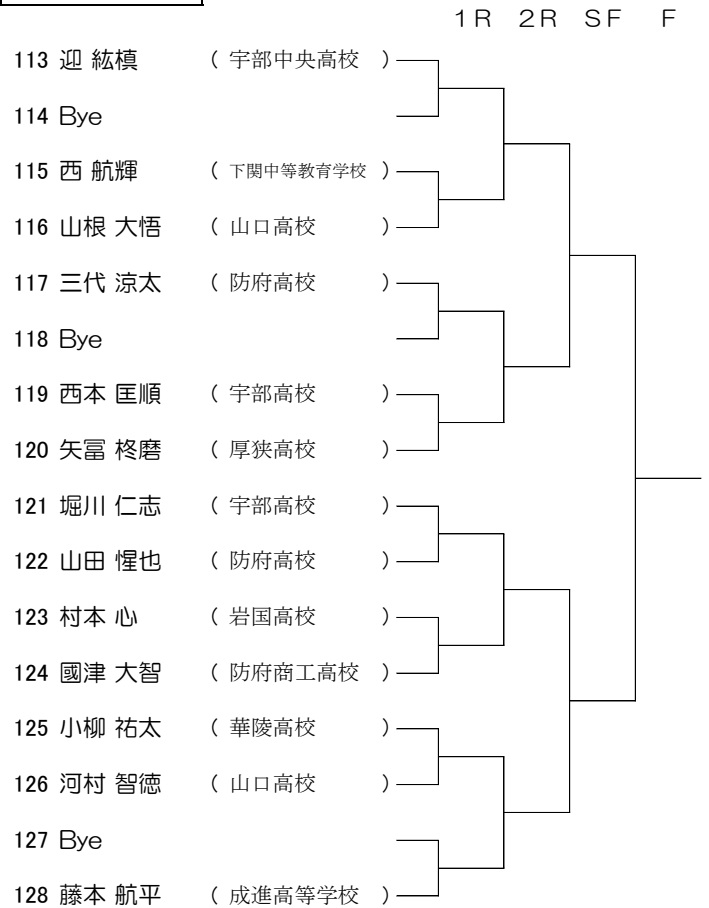 １Ｒ ２Ｒ ＳＦ Ｆ
113 迎 紘槙 （ 宇部中央高校 ）
114 Bye
115 西 航輝 （ 下関中等教育学校 ）
116 山根 大悟 （ 山口高校 ）
117 三代 涼太 （ 防府高校 ）
118 Bye
119 西本 匡順 （ 宇部高校 ）
120 矢冨 柊磨 （ 厚狭高校 ）
121 堀川 仁志 （ 宇部高校 ）
122 山田 惺也 （ 防府高校 ）
123 村本 心 （ 岩国高校 ）
124 國津 大智 （ 防府商工高校 ）
125 小柳 祐太 （ 華陵高校 ）
126 河村 智徳 （ 山口高校 ）
127 Bye
128 藤本 航平 （ 成進高等学校 ）